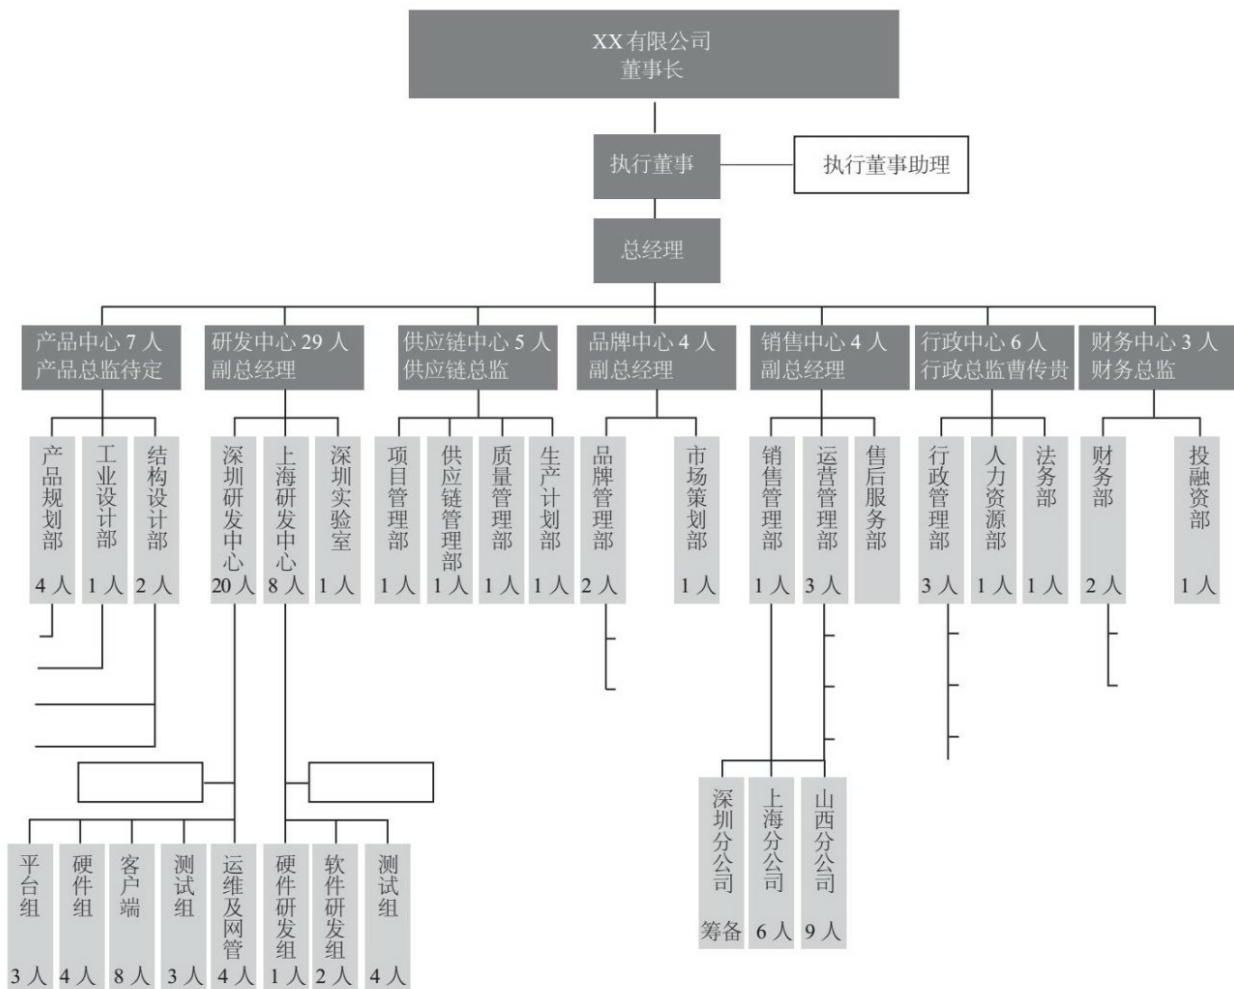 XX有限公司
董事长
执行董事
执行董事助理
总经理
产品中心 7 人
产品总监待定
研发中心 29 人
副总经理
供应链中心 5 人
供应链总监
品牌中心 4 人
副总经理
销售中心 4 人
副总经理
行政中心 6 人
行政总监曹传贵
财务中心 3 人
财务总监
产品规划部
4 人
工业设计部
1 人
结构设计部
2 人
深圳研发中心
20 人
上海研发中心
8 人
深圳实验室
1 人
项目管理部
1 人
供应链管理部
1 人
质量管理部
1 人
生产计划部
1 人
品牌管理部
2 人
市场策划部
1 人
销售管理部
1 人
运营管理部
3 人
售后服务部
行政管理部
3 人
人力资源部
1 人
法务部
1 人
财务部
2 人
投融资部
1 人
深圳分公司
筹备
上海分公司
6 人
山西分公司
9 人
平台组
3 人
硬件组
4 人
客户端
8 人
测试组
3 人
运维及网管
4 人
硬件研发组
1 人
软件研发组
2 人
测试组
4 人